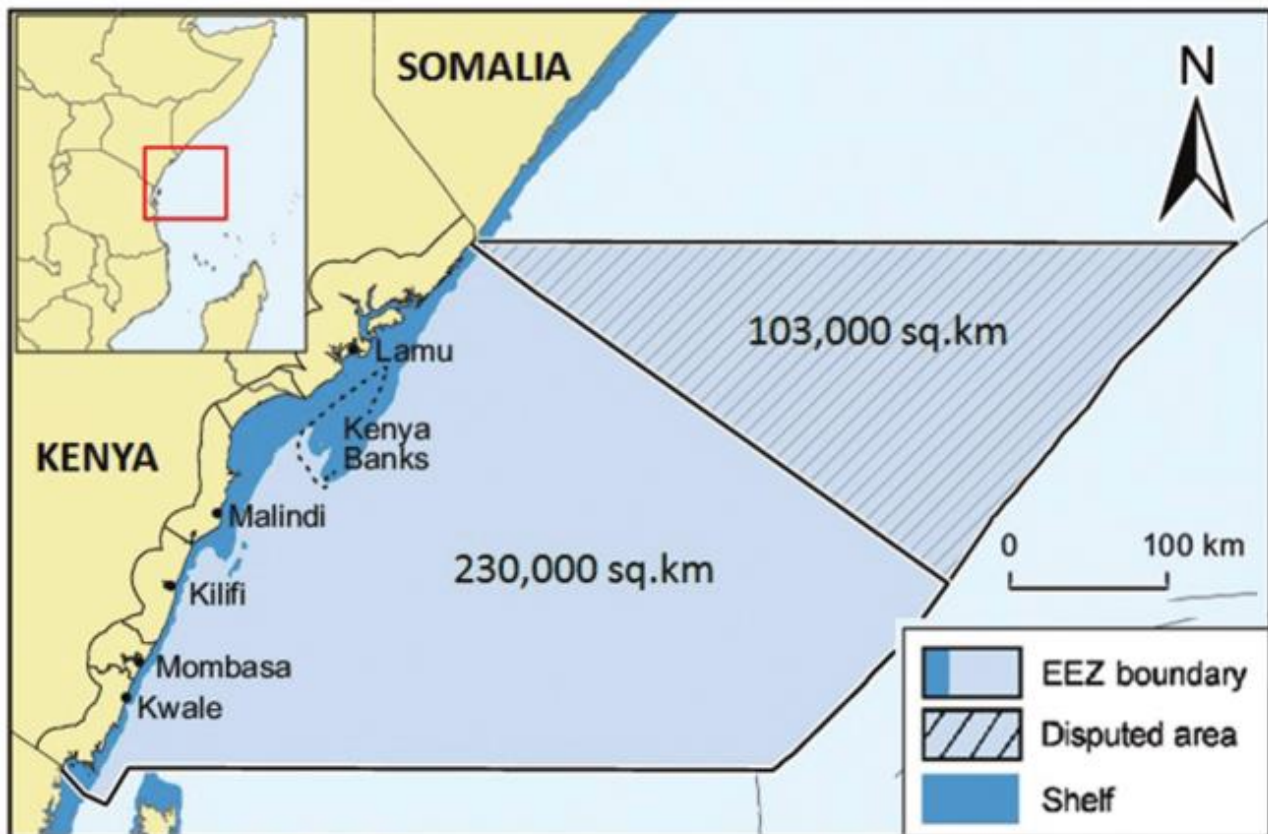 SOMALIA
N
103,000 sq.km
Lamu
Kenya
Banks
KENYA
Malindi
230,000 sq.km
0 100 km
Kilifi
Mombasa
Kwale
EEZ boundary
Disputed area
Shelf